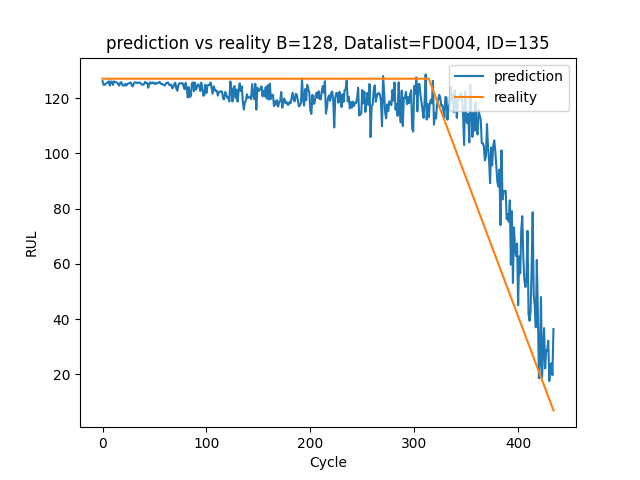 prediction vs reality B=128, Datalist=FD004, ID=135
prediction
reality
120
100
80
60
40
20
RUL
0
100
200
300
400
Cycle